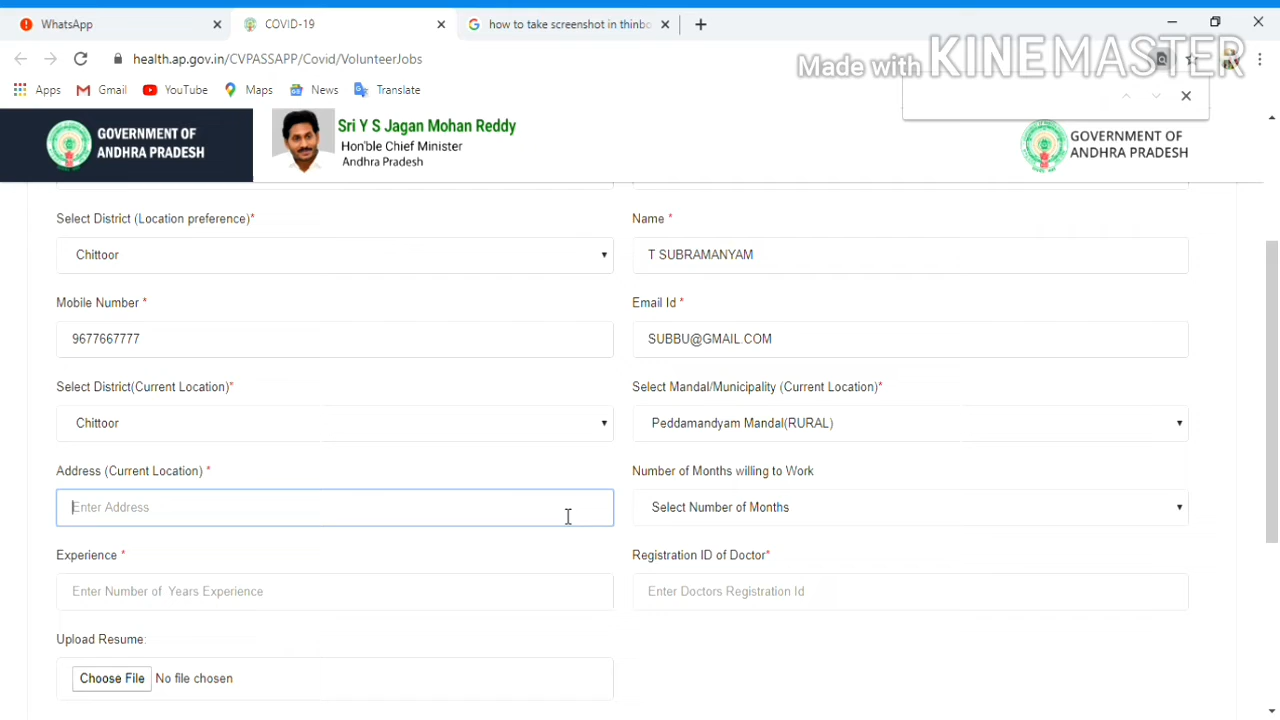 WhatsApp
COVID-19
how to take screenshot in thinbo
health.ap.gov.in/CVPASSAPP/Covid/VolunteerJobs
Made with KINEMASTER
Apps
Gmail
YouTube
Maps
News
Translate
GOVERNMENT OF
ANDHRA PRADESH
Sri Y S Jagan Mohan Reddy
Hon'ble Chief Minister
Andhra Pradesh
GOVERNMENT OF
ANDHRA PRADESH
Select District (Location preference)*
Name *
Chittoor
T SUBRAMANYAM
Mobile Number *
Email Id *
9677667777
SUBBU@GMAIL.COM
Select District(Current Location)*
Select Mandal/Municipality (Current Location)*
Chittoor
Peddamandyam Mandal(RURAL)
Address (Current Location) *
Number of Months willing to Work
Enter Address
Select Number of Months
Experience *
Registration ID of Doctor*
Enter Number of Years Experience
Enter Doctors Registration Id
Upload Resume:
Choose File No file chosen